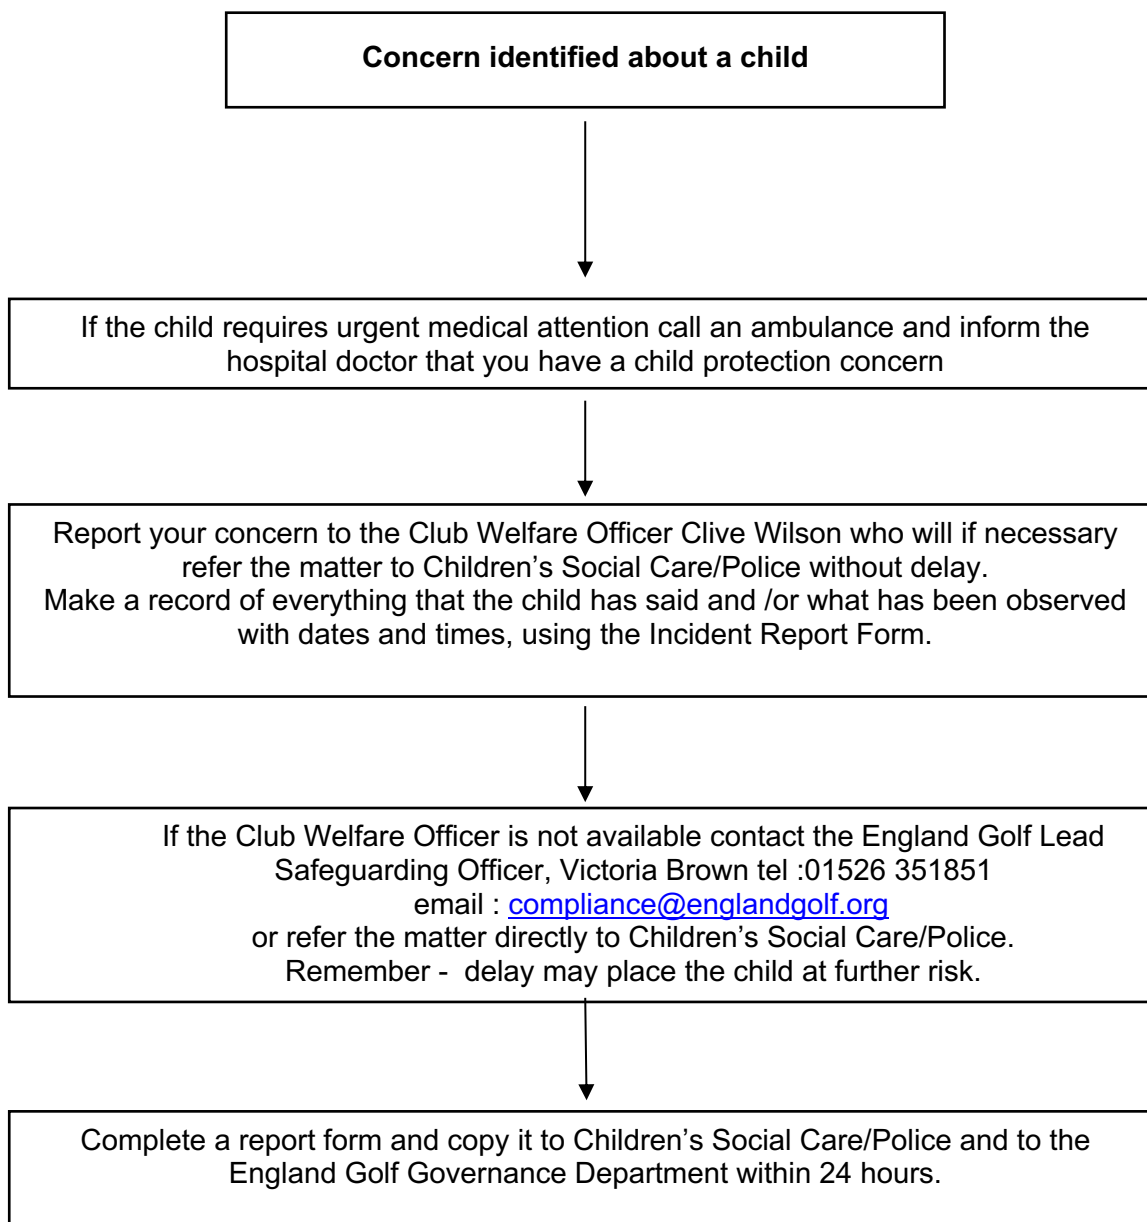 Concern identified about a child
If the child requires urgent medical attention call an ambulance and inform the
hospital doctor that you have a child protection concern
Report your concern to the Club Welfare Officer Clive Wilson who will if necessary
refer the matter to Children’s Social Care/Police without delay.
Make a record of everything that the child has said and /or what has been observed
with dates and times, using the Incident Report Form.
If the Club Welfare Officer is not available contact the England Golf Lead
Safeguarding Officer, Victoria Brown tel :01526 351851
email : compliance@englandgolf.org
or refer the matter directly to Children’s Social Care/Police.
Remember -  delay may place the child at further risk.
Complete a report form and copy it to Children’s Social Care/Police and to the
England Golf Governance Department within 24 hours.